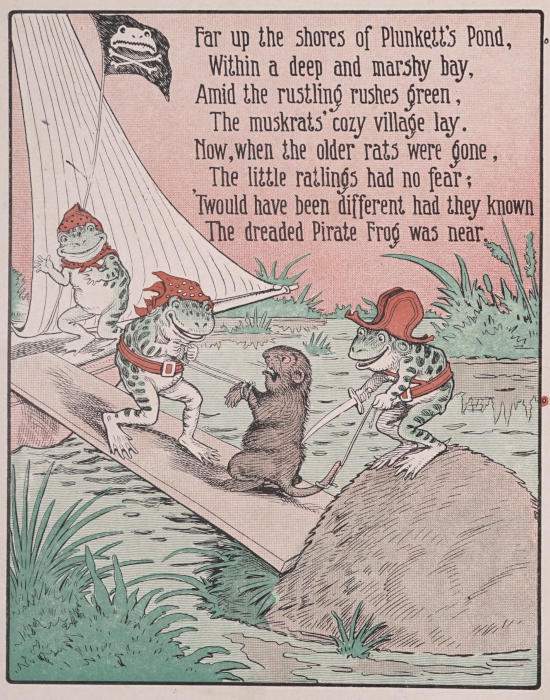 Far up the shores of Plunkett's Pond,
Within a deep and marshy bay,
Amid the rustling rushes green,
The muskrats' cozy village lay.
Now, when the older rats were gone,
The little ratlings had no fear;
'Twould have been different had they known
The dreaded Pirate Frog was near.